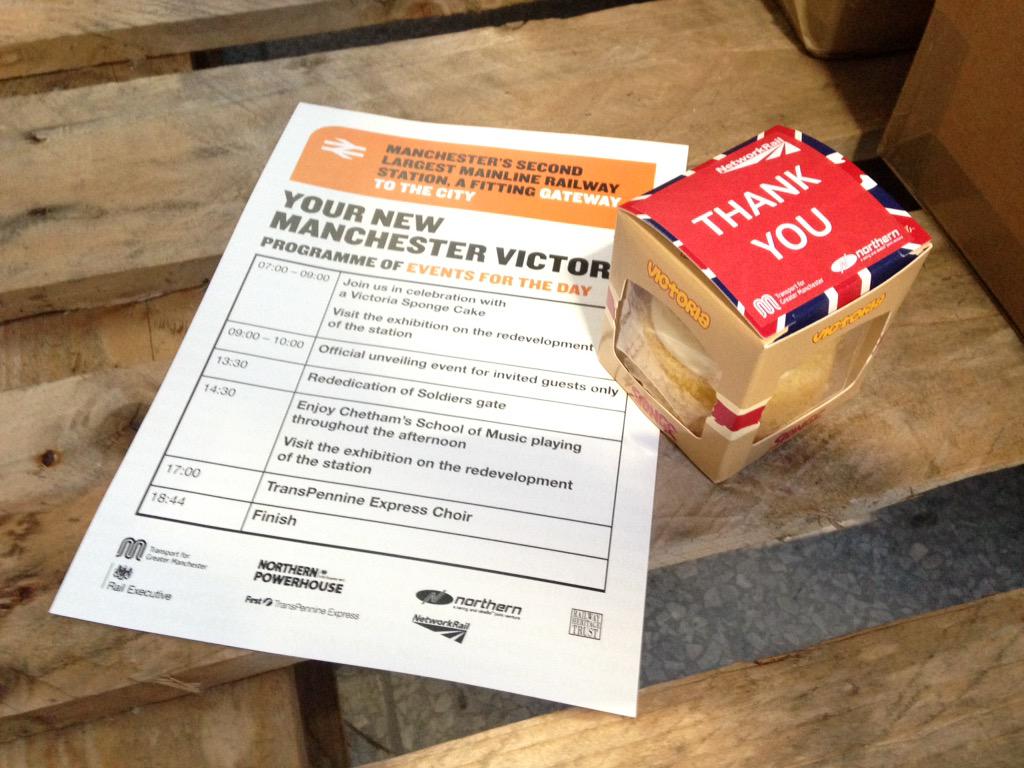 MANCHESTER'S SECOND
LARGEST MAINLINE RAILWAY
STATION. A FITTING GATEWAY
TO THE CITY
YOUR NEW
MANCHESTER VICTOR
PROGRAMME OF EVENTS FOR THE DAY
07:00 – 09:00
Join us in celebration with
a Victoria Sponge Cake
Visit the exhibition on the redevelopment
of the station
09:00 – 10:00
Official unveiling event for invited guests only
13:30
Rededication of Soldiers gate
14:30
Enjoy Chetham's School of Music playing
throughout the afternoon
Visit the exhibition on the redevelopment
of the station
17:00
TransPennine Express Choir
18:44
Finish
Transport for
Greater Manchester
Rail Executive
NORTHERN
POWERHOUSE
First TransPennine Express
northern
NetworkRail
RAILWAY
HERITAGE
TRUST
NetworkRail
THANK
YOU
Transport for
Greater Manchester
northern
VICTORIA
VICTORIA